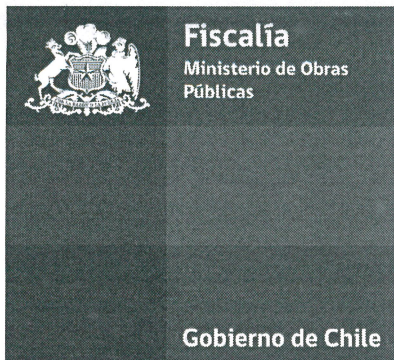 Fiscalía
Ministerio de Obras
Públicas
Gobierno de Chile